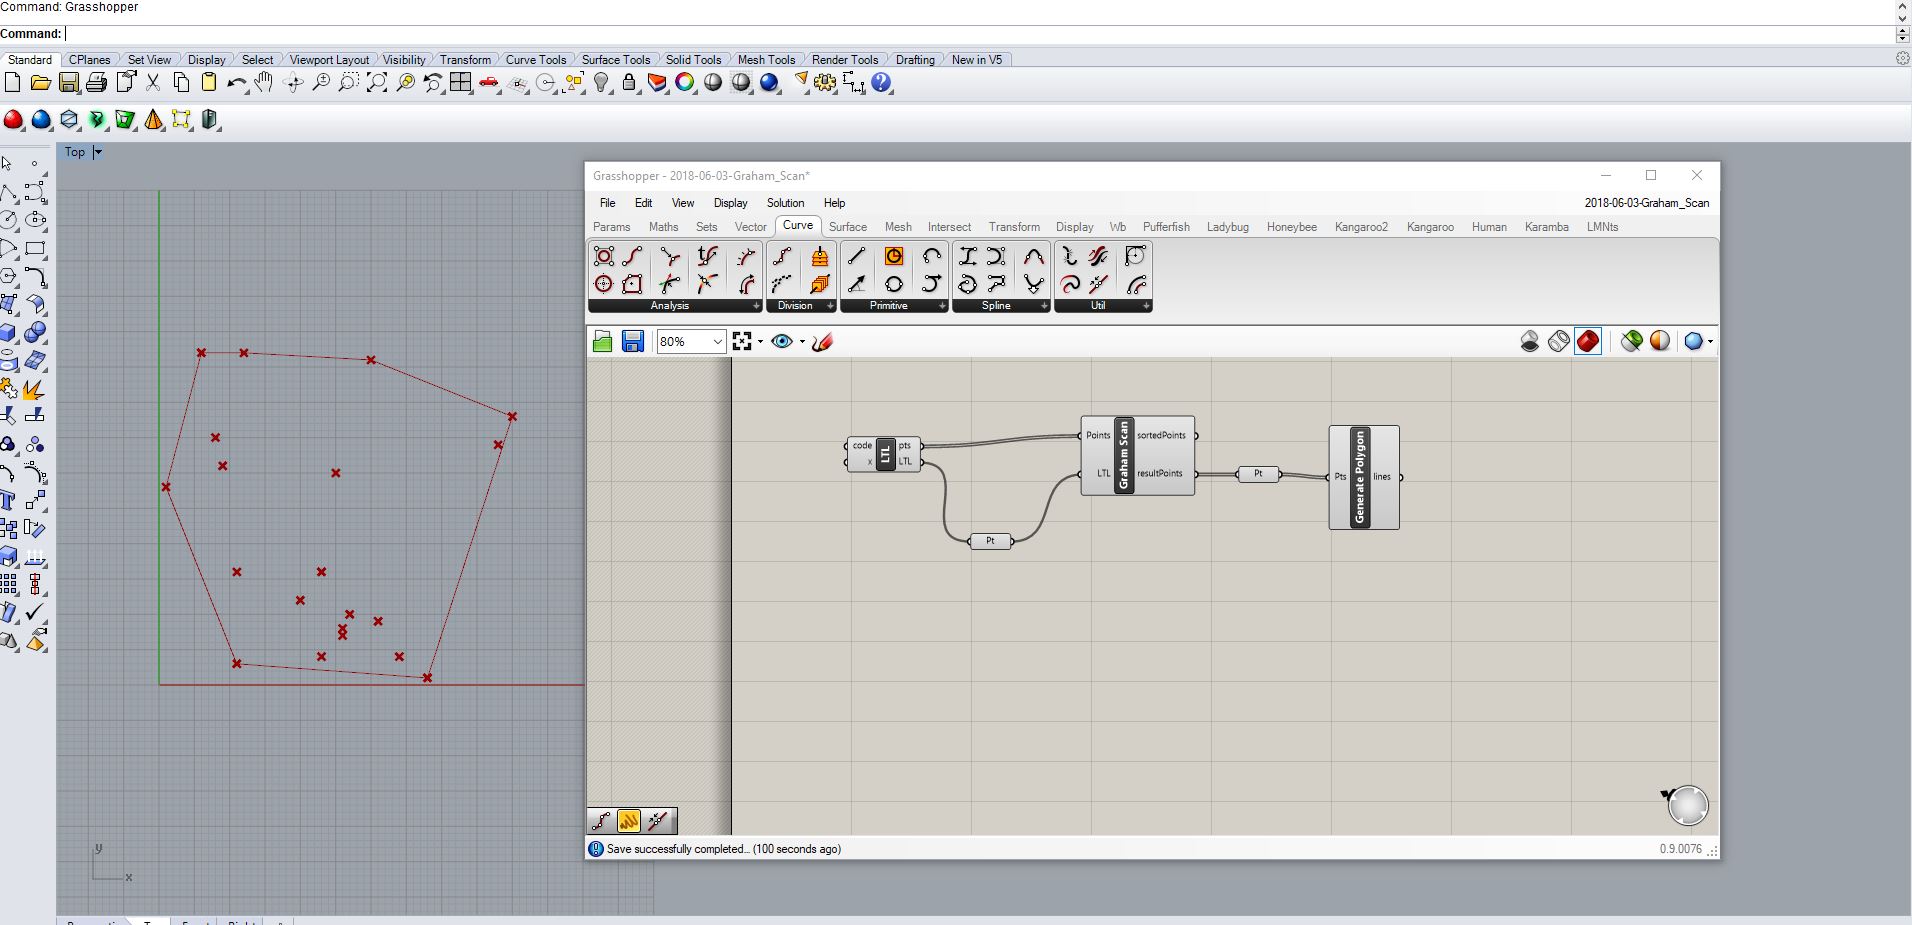 Command: Grasshopper
Command:
Standard CPlanes Set View Display Select Viewport Layout Visibility Transform Curve Tools Surface Tools Solid Tools Mesh Tools Render Tools Drafting New in V5
Top
Grasshopper - 2018-06-03-Graham_Scan*
File Edit View Display Solution Help 2018-06-03-Graham_Scan
Params Maths Sets Vector Curve Surface Mesh Intersect Transform Display Wb Pufferfish Ladybug Honeybee Kangaroo2 Kangaroo Human Karamba LMNts
Analysis Division Primitive Spline Util
80%
code x LTL pts LTL
Points LTL Graham Scan sortedPoints resultPoints
Pt
Pt
Pts Generate Polygon lines
y
x
Save successfully completed... (100 seconds ago) 0.9.0076